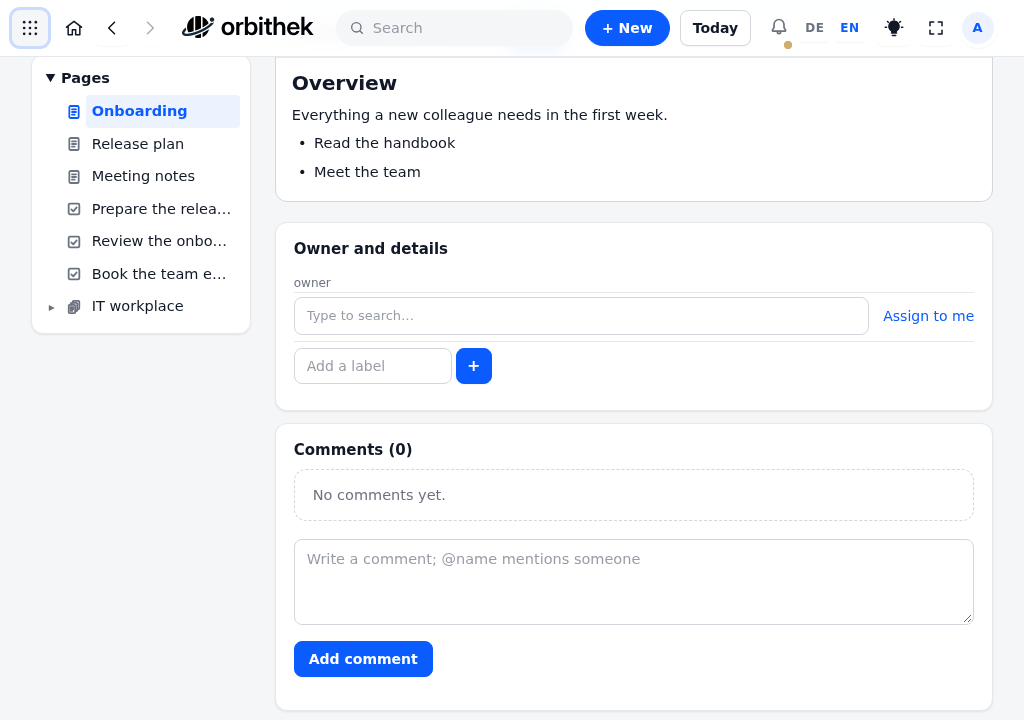 orbithek
Search
+ New
Today
DE
EN
A
Pages
Onboarding
Release plan
Meeting notes
Prepare the relea…
Review the onbo…
Book the team e…
IT workplace
Overview
Everything a new colleague needs in the first week.
• Read the handbook
• Meet the team
Owner and details
owner
Type to search…
Assign to me
Add a label
+
Comments (0)
No comments yet.
Write a comment; @name mentions someone
Add comment